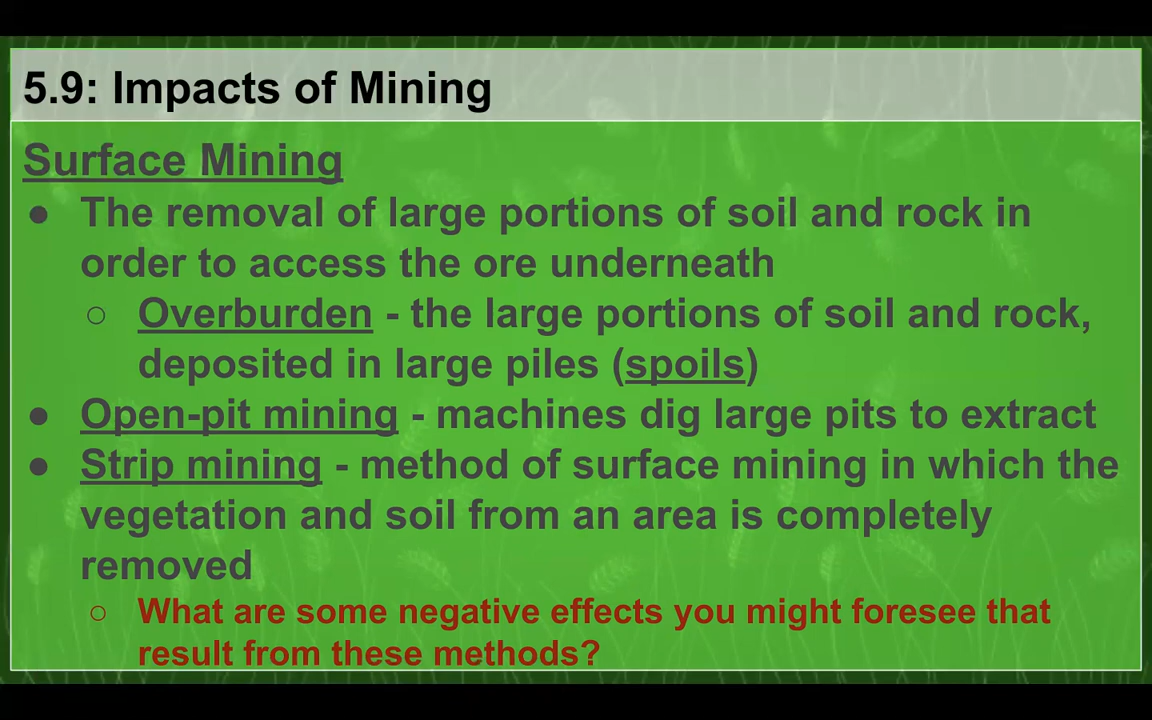 5.9: Impacts of Mining
Surface Mining
● The removal of large portions of soil and rock in
order to access the ore underneath
○ Overburden - the large portions of soil and rock,
deposited in large piles (spoils)
● Open-pit mining - machines dig large pits to extract
● Strip mining - method of surface mining in which the
vegetation and soil from an area is completely
removed
○ What are some negative effects you might foresee that
result from these methods?